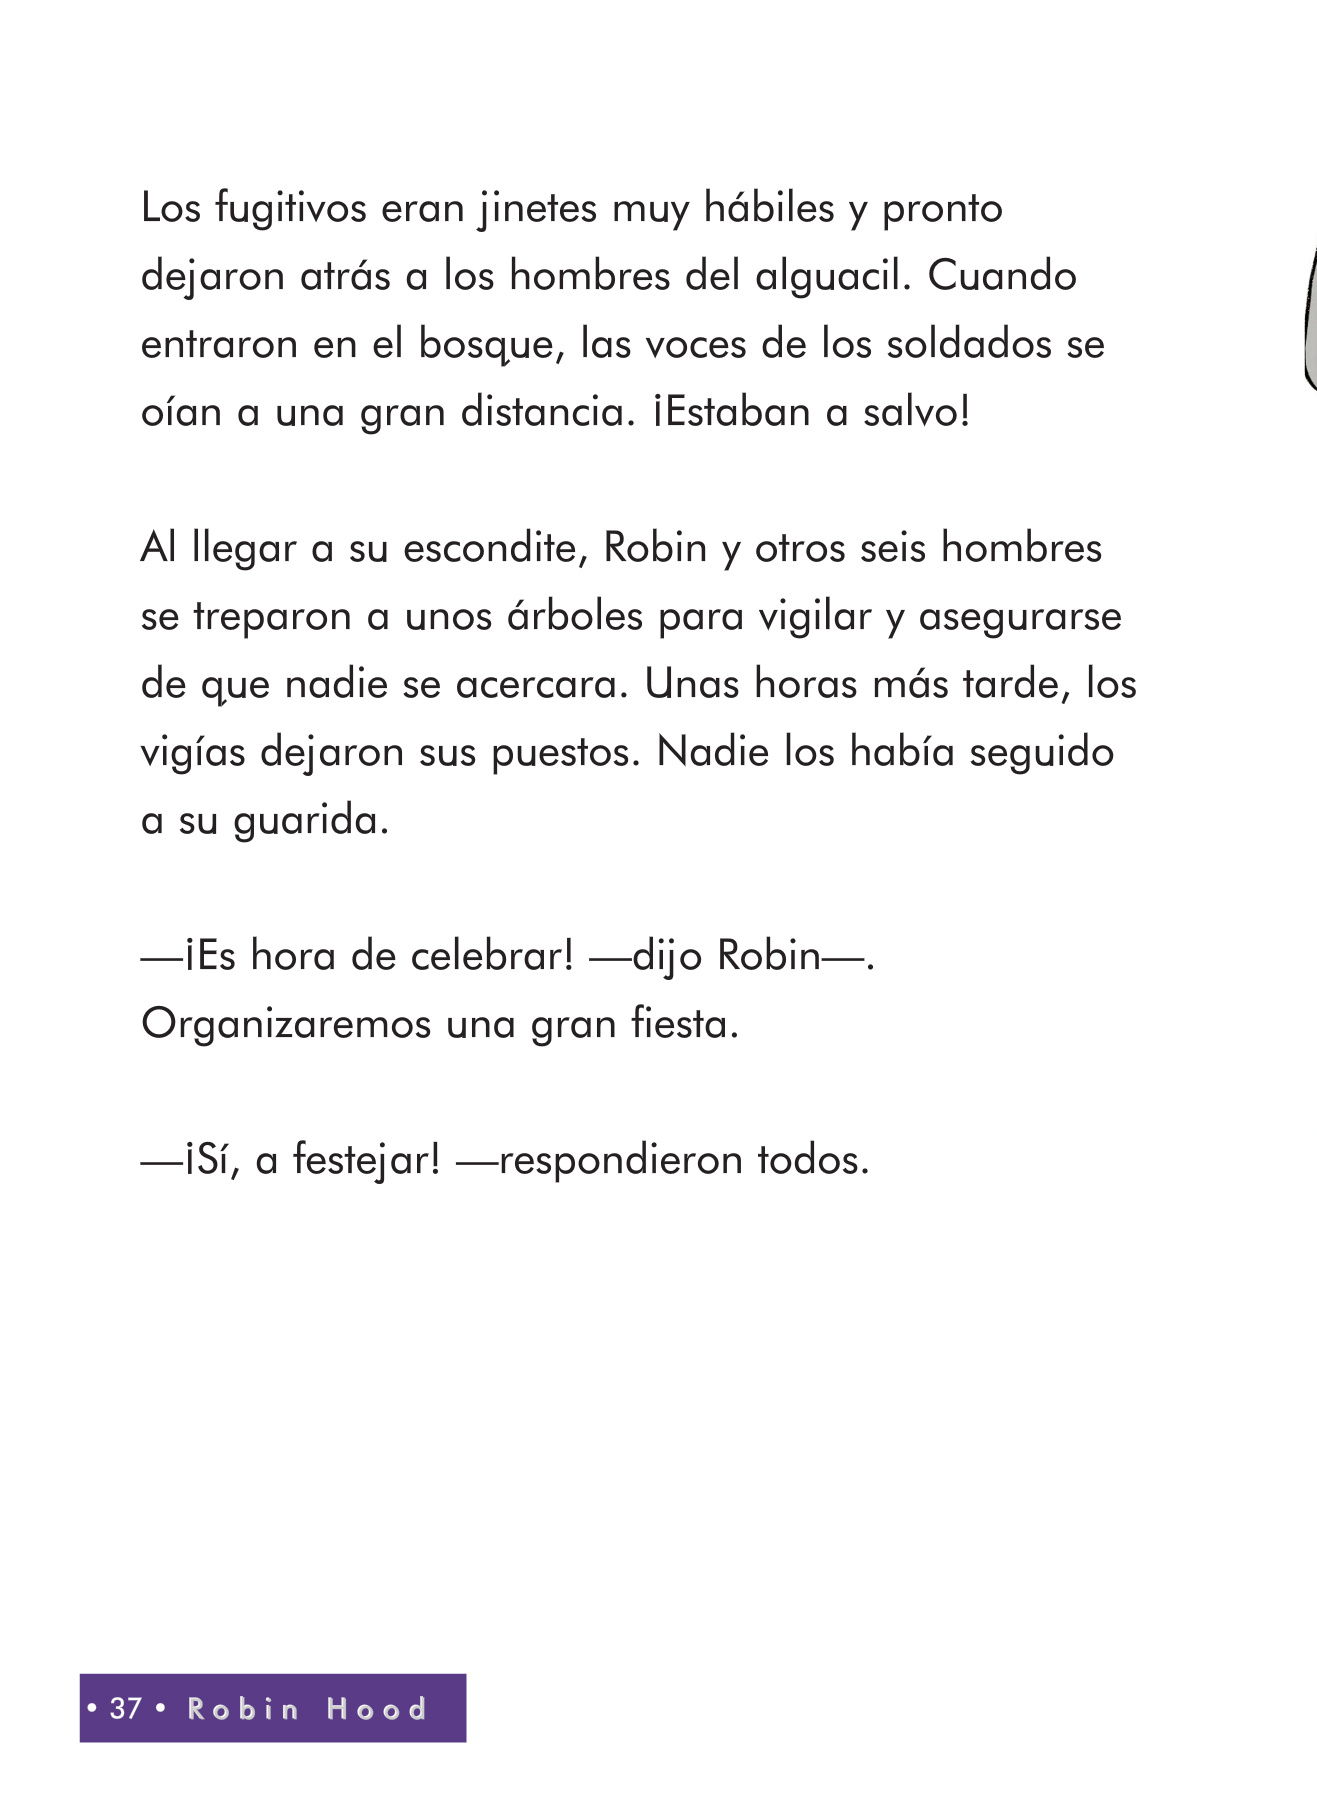 Los fugitivos eran jinetes muy hábiles y pronto
dejaron atrás a los hombres del alguacil. Cuando
entraron en el bosque, las voces de los soldados se
oían a una gran distancia. ¡Estaban a salvo!
Al llegar a su escondite, Robin y otros seis hombres
se treparon a unos árboles para vigilar y asegurarse
de que nadie se acercara. Unas horas más tarde, los
vigías dejaron sus puestos. Nadie los había seguido
a su guarida.
—¡Es hora de celebrar! —dijo Robin—.
Organizaremos una gran fiesta.
—¡Sí, a festejar! —respondieron todos.
• 37 • Robin Hood